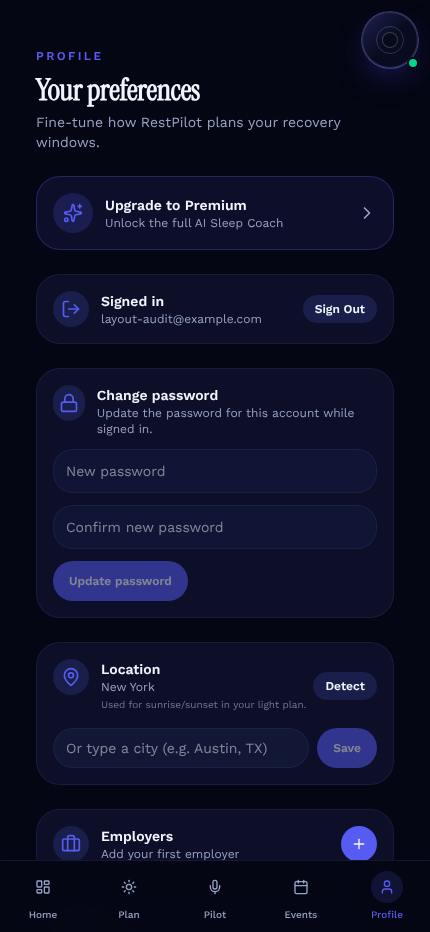 PROFILE
Your preferences
Fine-tune how RestPilot plans your recovery
windows.
Upgrade to Premium
Unlock the full AI Sleep Coach
Signed in
layout-audit@example.com
Sign Out
Change password
Update the password for this account while
signed in.
New password
Confirm new password
Update password
Location
New York
Used for sunrise/sunset in your light plan.
Detect
Or type a city (e.g. Austin, TX)
Save
Employers
Add your first employer
Home
Plan
Pilot
Events
Profile